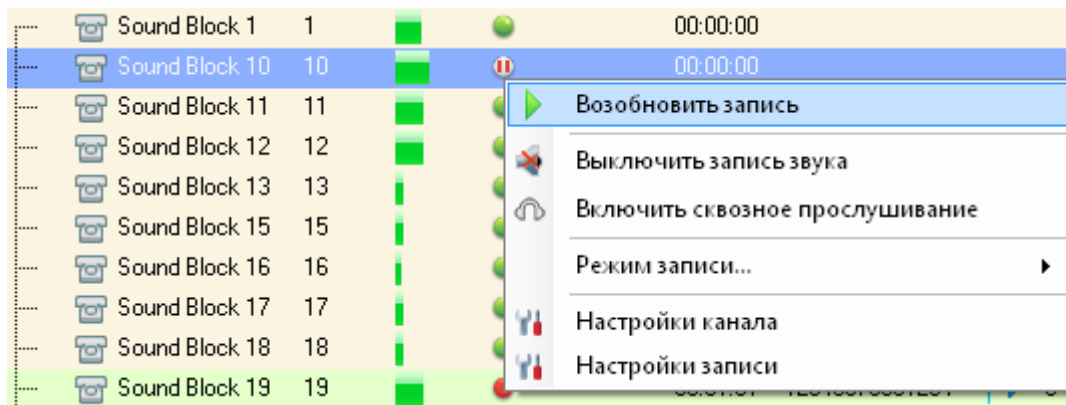 Sound Block 1 1 00:00:00
Sound Block 10 10 00:00:00
Sound Block 11 11
Sound Block 12 12
Sound Block 13 13
Sound Block 15 15
Sound Block 16 16
Sound Block 17 17
Sound Block 18 18
Sound Block 19 19
Возобновить запись
Выключить запись звука
Включить сквозное прослушивание
Режим записи...
Настройки канала
Настройки записи